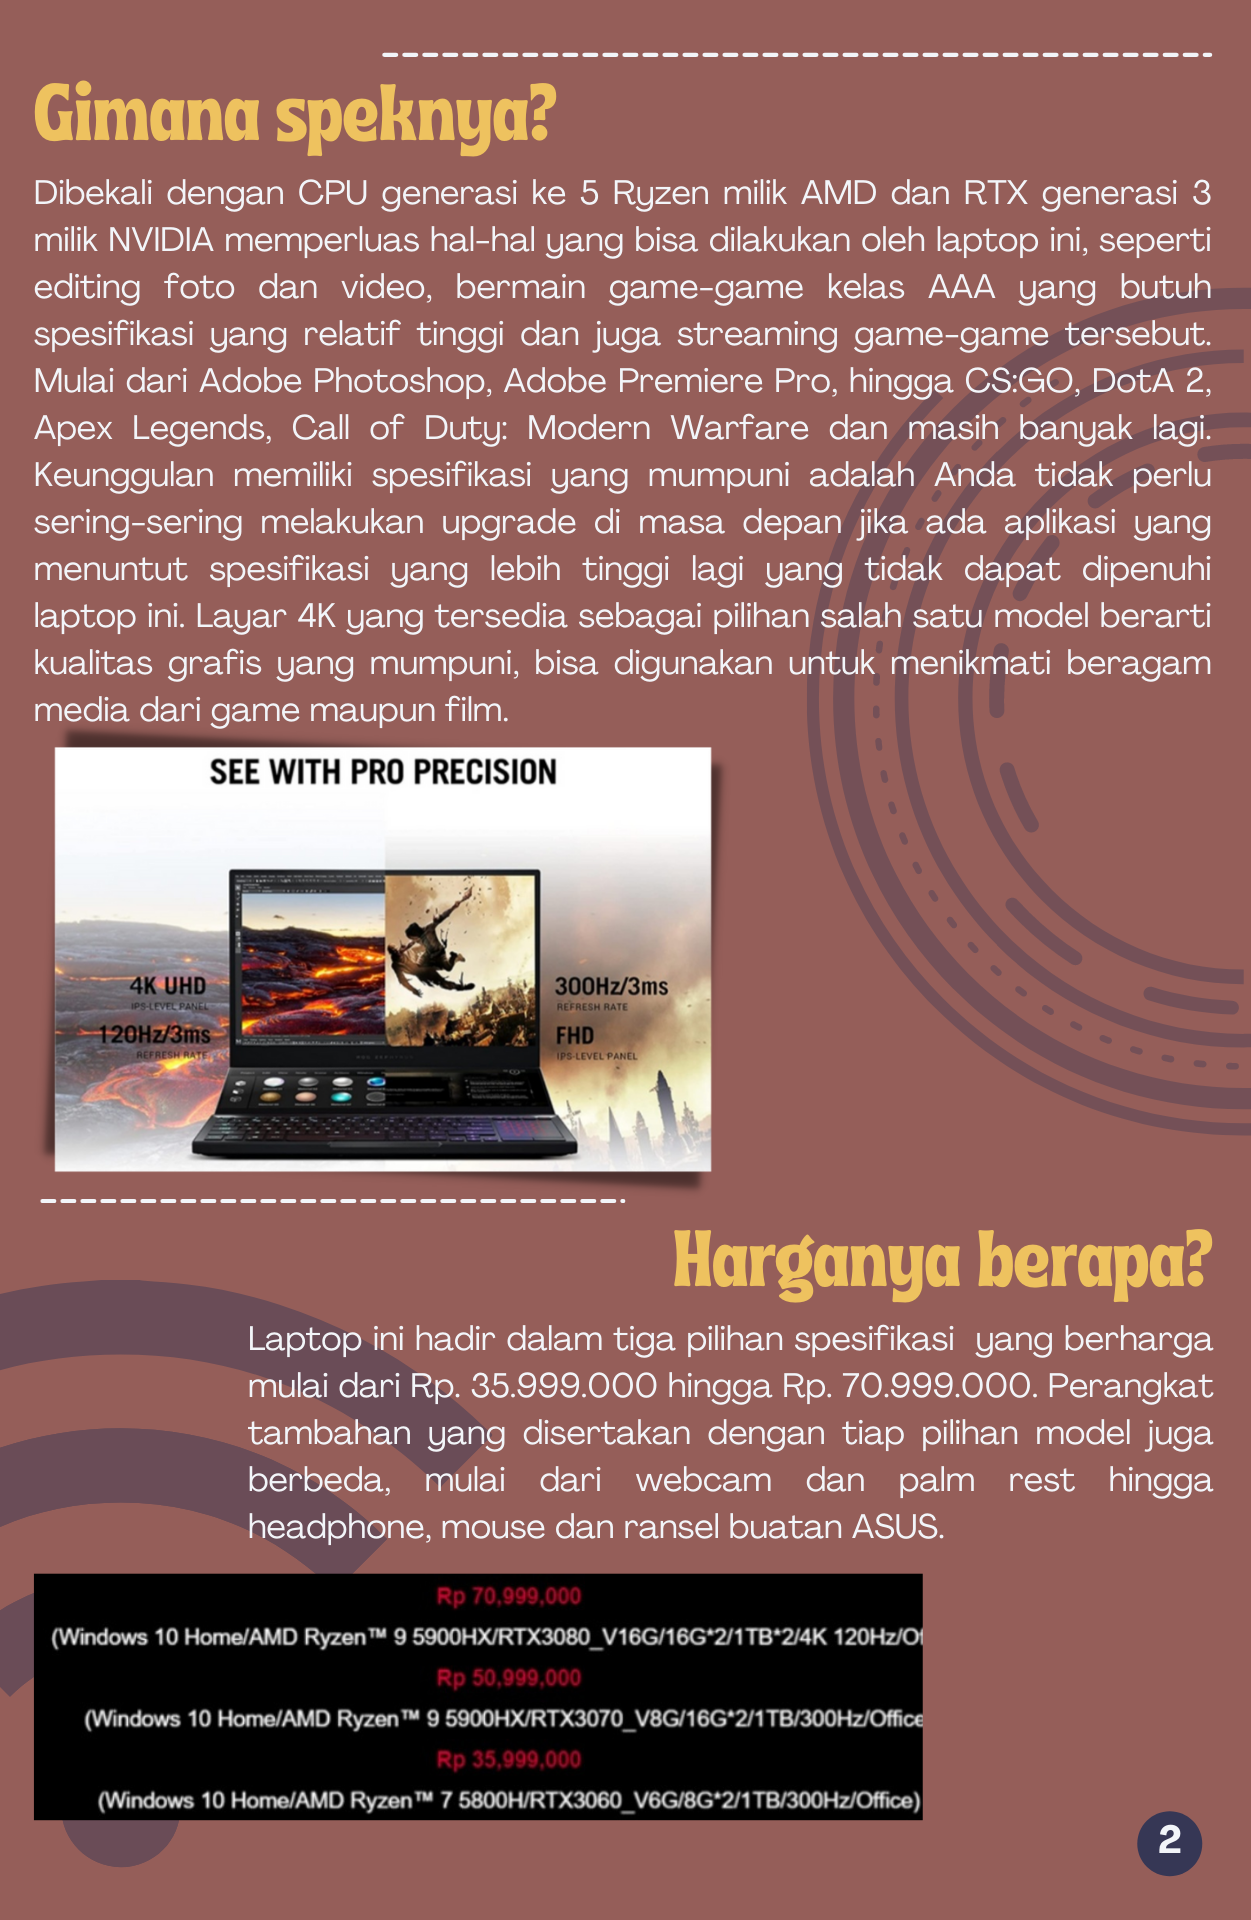 Gimana speknya?
Dibekali dengan CPU generasi ke 5 Ryzen milik AMD dan RTX generasi 3
milik NVIDIA memperluas hal-hal yang bisa dilakukan oleh laptop ini, seperti
editing foto dan video, bermain game-game kelas AAA yang butuh
spesifikasi yang relatif tinggi dan juga streaming game-game tersebut.
Mulai dari Adobe Photoshop, Adobe Premiere Pro, hingga CS:GO, DotA 2,
Apex Legends, Call of Duty: Modern Warfare dan masih banyak lagi.
Keunggulan memiliki spesifikasi yang mumpuni adalah Anda tidak perlu
sering-sering melakukan upgrade di masa depan jika ada aplikasi yang
menuntut spesifikasi yang lebih tinggi lagi yang tidak dapat dipenuhi
laptop ini. Layar 4K yang tersedia sebagai pilihan salah satu model berarti
kualitas grafis yang mumpuni, bisa digunakan untuk menikmati beragam
media dari game maupun film.
SEE WITH PRO PRECISION
4K UHD
IPS-LEVEL PANEL
120Hz/3ms
REFRESH RATE
300Hz/3ms
REFRESH RATE
FHD
IPS-LEVEL PANEL
Harganya berapa?
Laptop ini hadir dalam tiga pilihan spesifikasi yang berharga
mulai dari Rp. 35.999.000 hingga Rp. 70.999.000. Perangkat
tambahan yang disertakan dengan tiap pilihan model juga
berbeda, mulai dari webcam dan palm rest hingga
headphone, mouse dan ransel buatan ASUS.
Rp 70,999,000
(Windows 10 Home/AMD Ryzen™ 9 5900HX/RTX3080_V16G/16G*2/1TB*2/4K 120Hz/Of
Rp 50,999,000
(Windows 10 Home/AMD Ryzen™ 9 5900HX/RTX3070_V8G/16G*2/1TB/300Hz/Office
Rp 35,999,000
(Windows 10 Home/AMD Ryzen™ 7 5800H/RTX3060_V6G/8G*2/1TB/300Hz/Office)
2